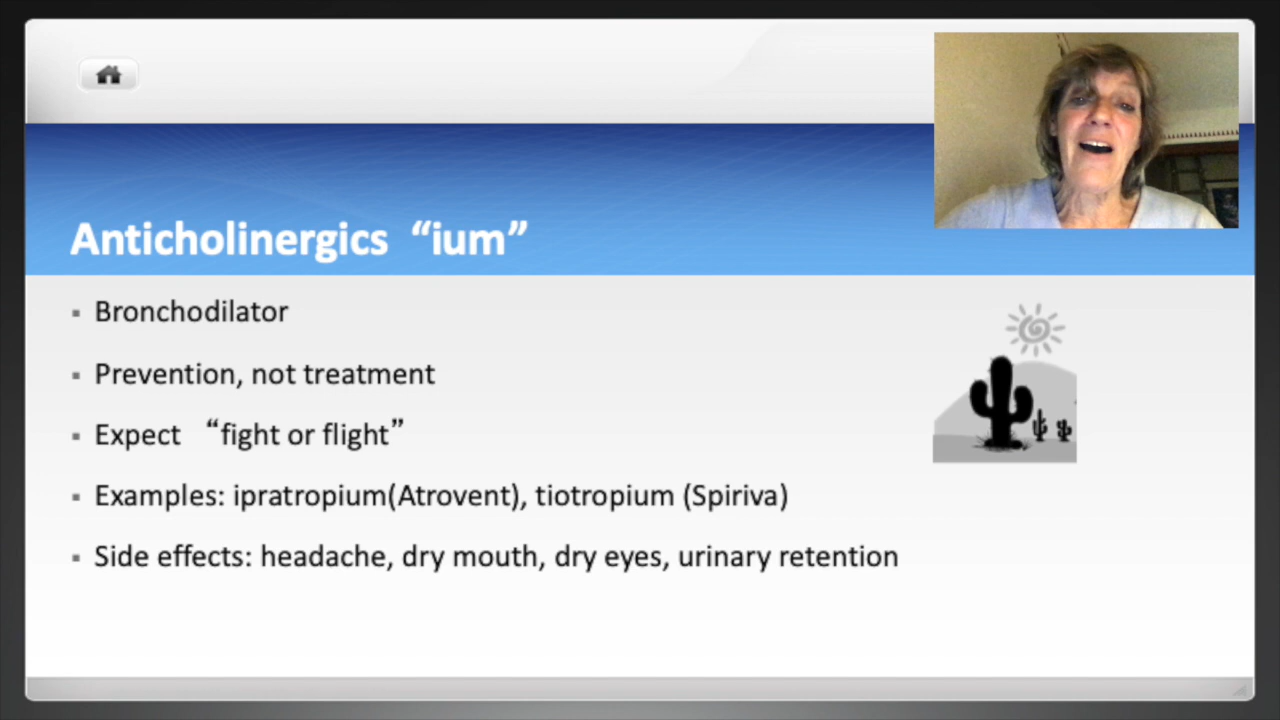 Anticholinergics “ium”
Bronchodilator
Prevention, not treatment
Expect “fight or flight”
Examples: ipratropium(Atrovent), tiotropium (Spiriva)
Side effects: headache, dry mouth, dry eyes, urinary retention